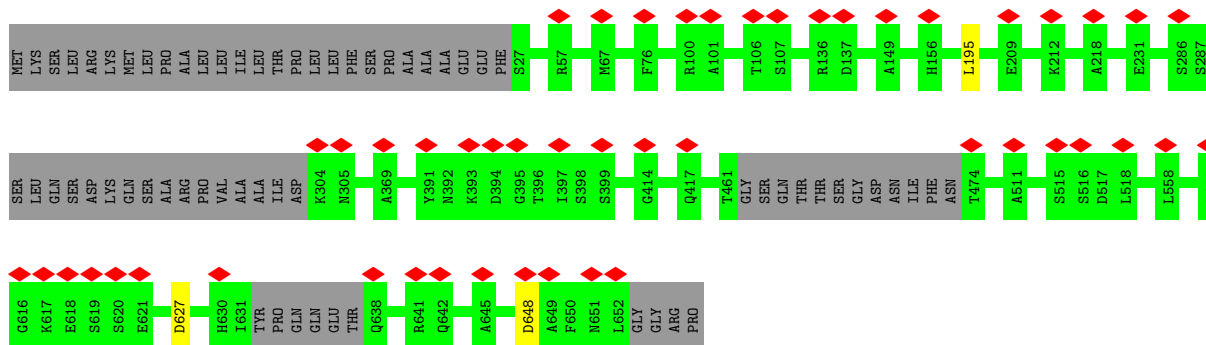 MET LYS SER LEU ARG LYS MET LEU PRO ALA LEU LEU ILE LEU THR PRO LEU LEU PHE SER PRO ALA ALA ALA GLU GLU PHE S27 R57 M67 F76 R100 A101 T106 S107 R136 D137 A149 H156 L195 E209 K212 A218 E231 S286 S287
SER LEU GLN SER ASP LYS GLN SER ALA ARG PRO VAL ALA ALA ILE ASP K304 N305 A369 Y391 N392 K393 D394 G395 T396 I397 S398 S399 G414 Q417 T461 GLY SER GLN THR THR SER GLY ASP ASN ILE PHE ASN T474 A511 S515 S516 D517 L518 L558
G616 K617 E618 S619 S620 E621 D627 H630 I631 TYR PRO GLN GLN GLU THR Q638 R641 Q642 A645 D648 A649 F650 N651 L652 GLY GLY ARG PRO